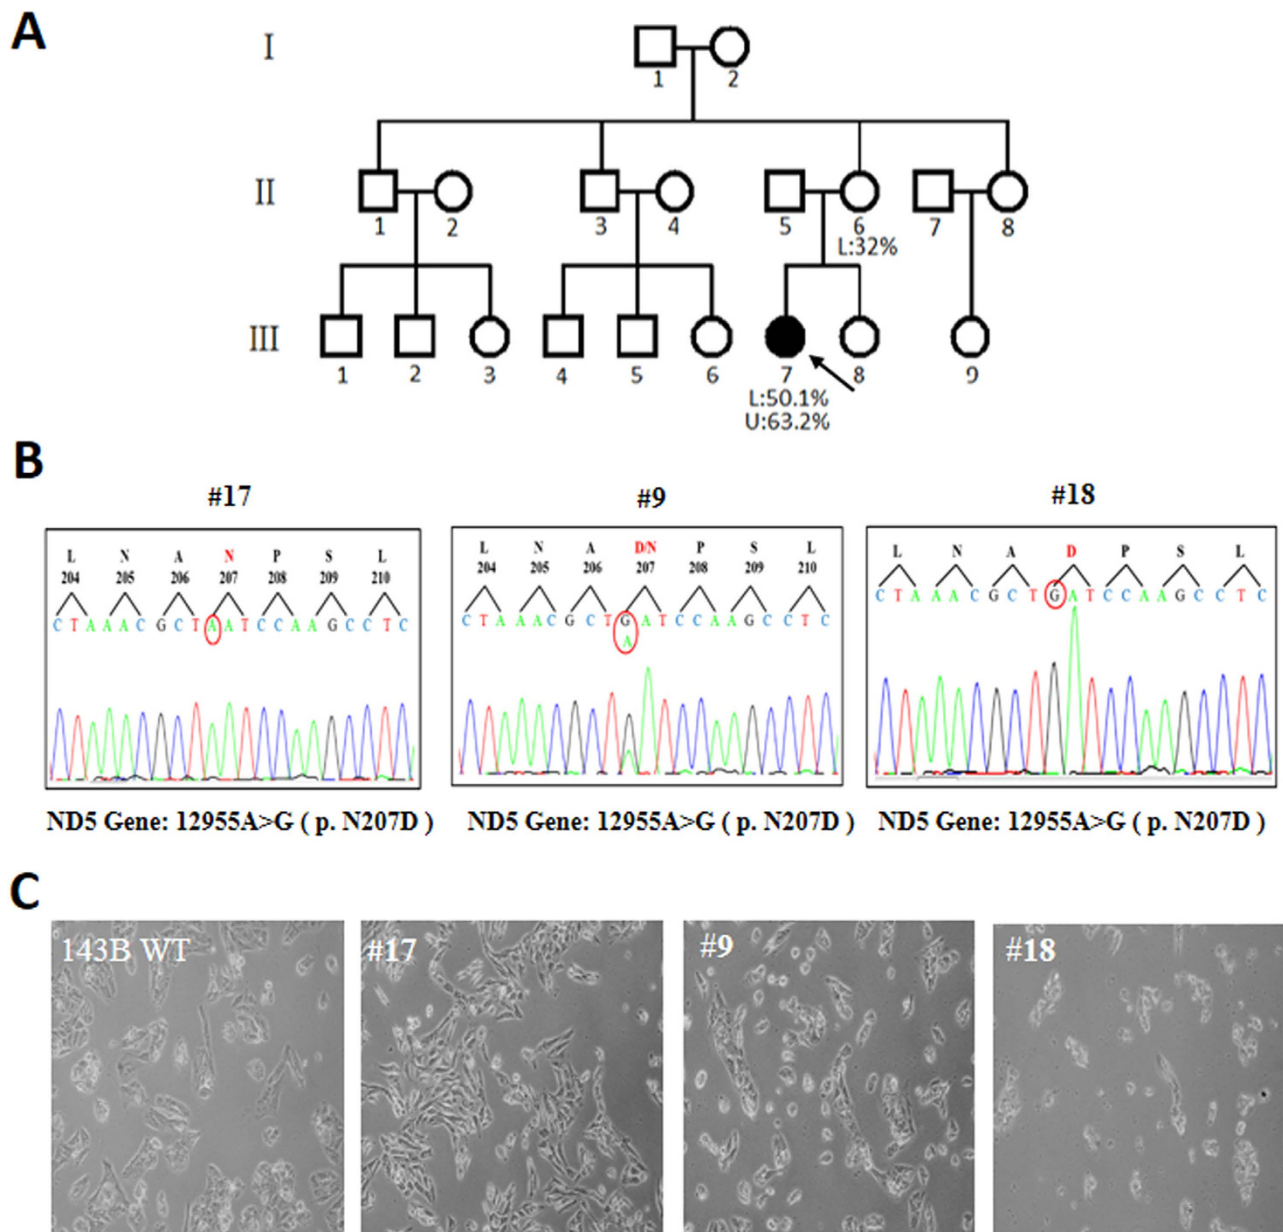 A
I
1 2
II
1 2 3 4 5 6 7 8
L:32%
III
1 2 3 4 5 6 7 8 9
L:50.1%
U:63.2%
B
#17
L N A N P S L
204 205 206 207 208 209 210
C T A A A C G C T A A T C C A A G C C T C
ND5 Gene: 12955A>G ( p. N207D )
#9
L N A D/N P S L
204 205 206 207 208 209 210
C T A A A C G C T G A T C C A A G C C T C
A
ND5 Gene: 12955A>G ( p. N207D )
#18
L N A D P S L
C T A A A C G C T G A T C C A A G C C T C
ND5 Gene: 12955A>G ( p. N207D )
C
143B WT
#17
#9
#18